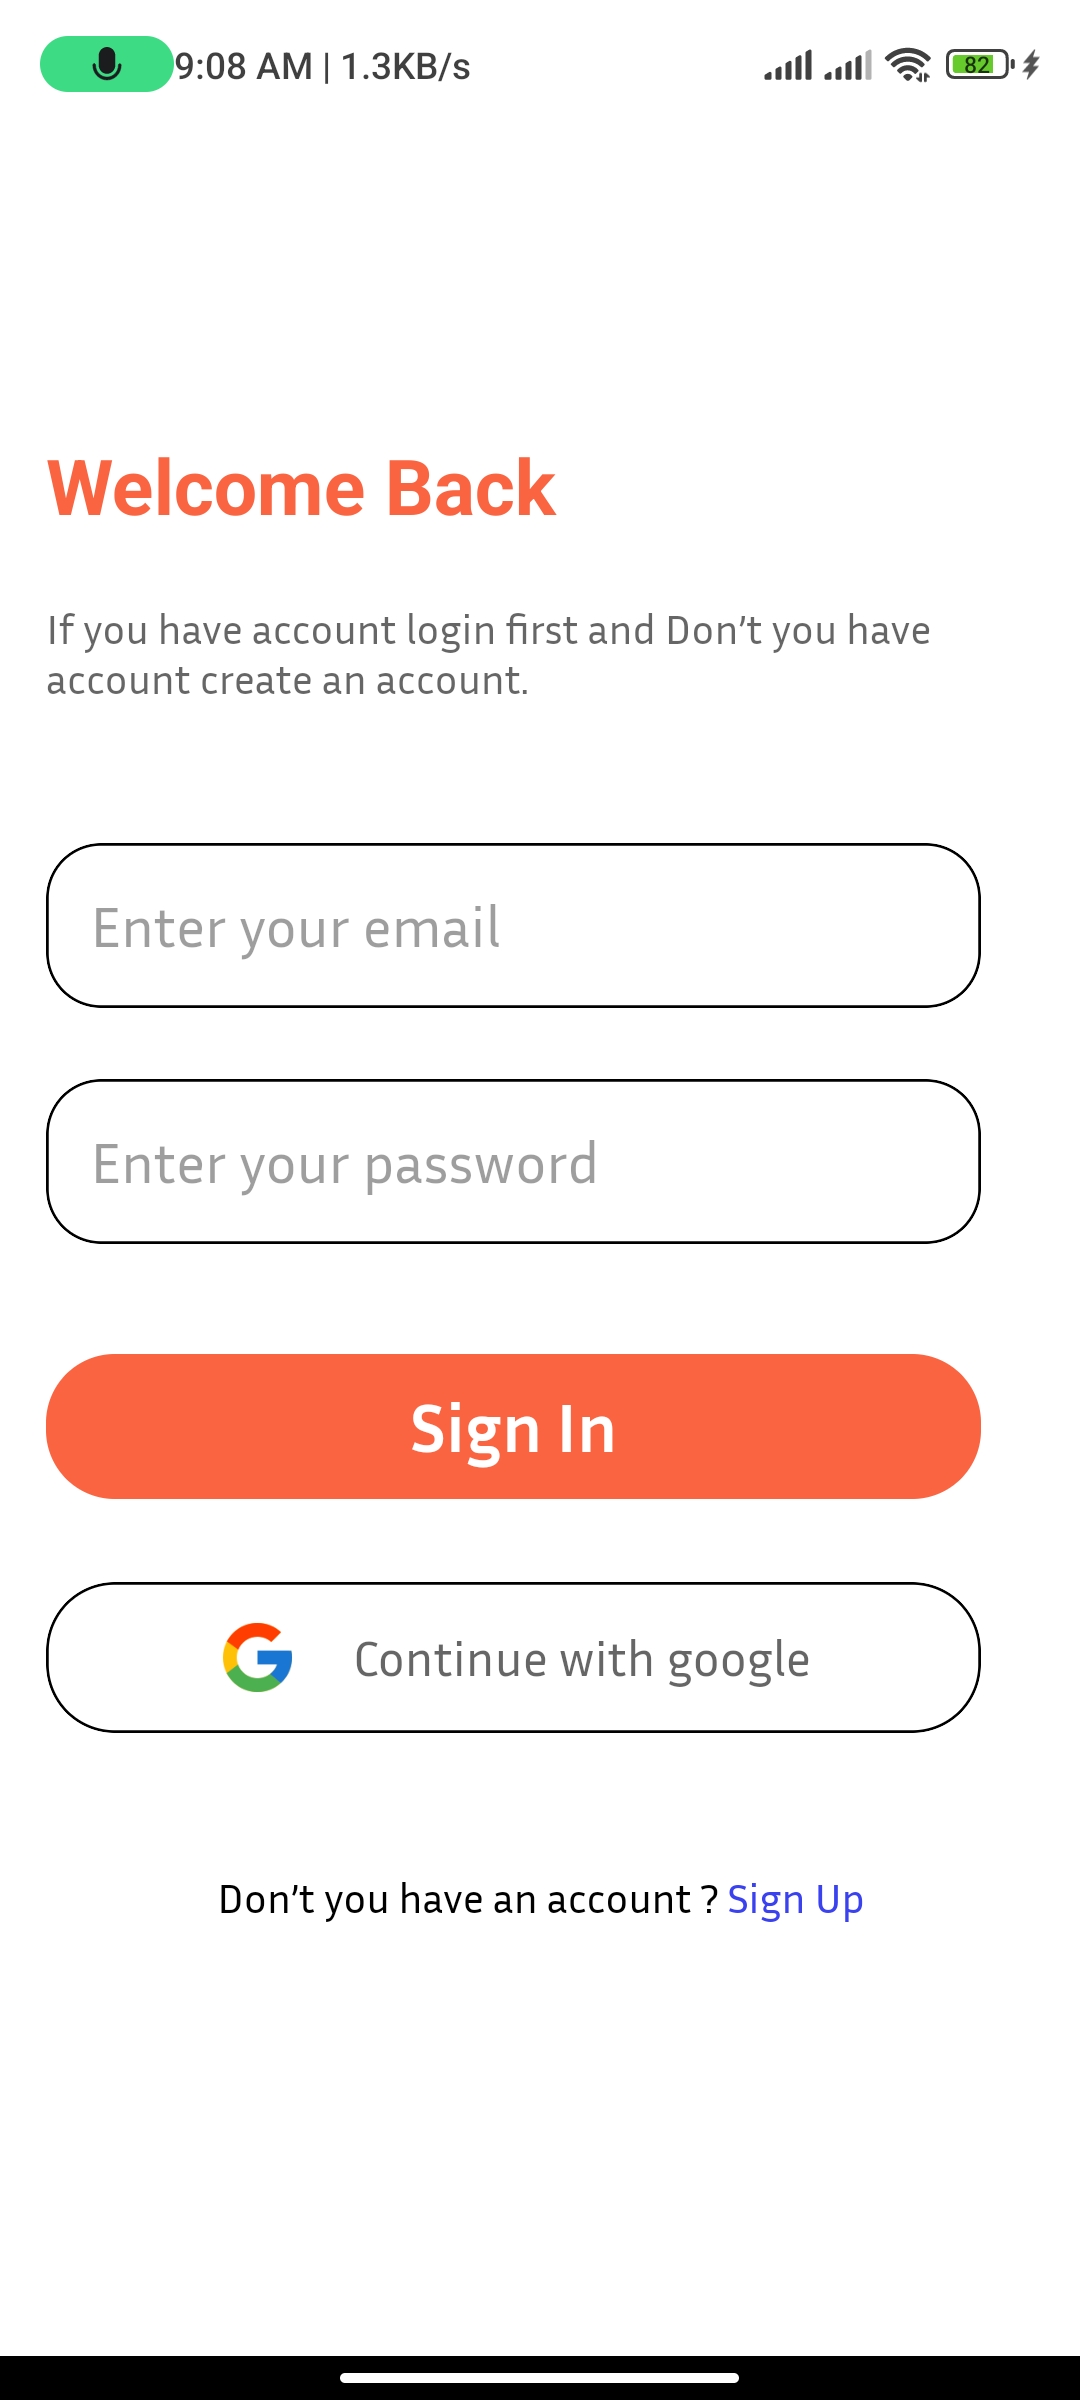 9:08 AM | 1.3KB/s 82
Welcome Back
If you have account login first and Don’t you have
account create an account.
Enter your email
Enter your password
Sign In
Continue with google
Don’t you have an account ? Sign Up